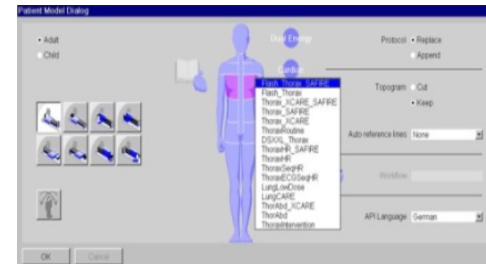 Patient Model Dialog
Adult
Child
Dual Energy
Cardiac
Flash_Thorax_SAFIRE
Flash_Thorax
Thorax_XCARE_SAFIRE
Thorax_SAFIRE
Thorax_XCARE
ThoraxRoutine
DSXXL_Thorax
ThoraxHR_SAFIRE
ThoraxHR
ThoraxSeqHR
ThoraxECGSeqHR
LungLowDose
LungCARE
ThorAbd_XCARE
ThorAbd
ThoraxIntervention
Protocol Replace
Append
Topogram Cut
Keep
Auto reference lines None
Workflow
API Language German
OK Cancel